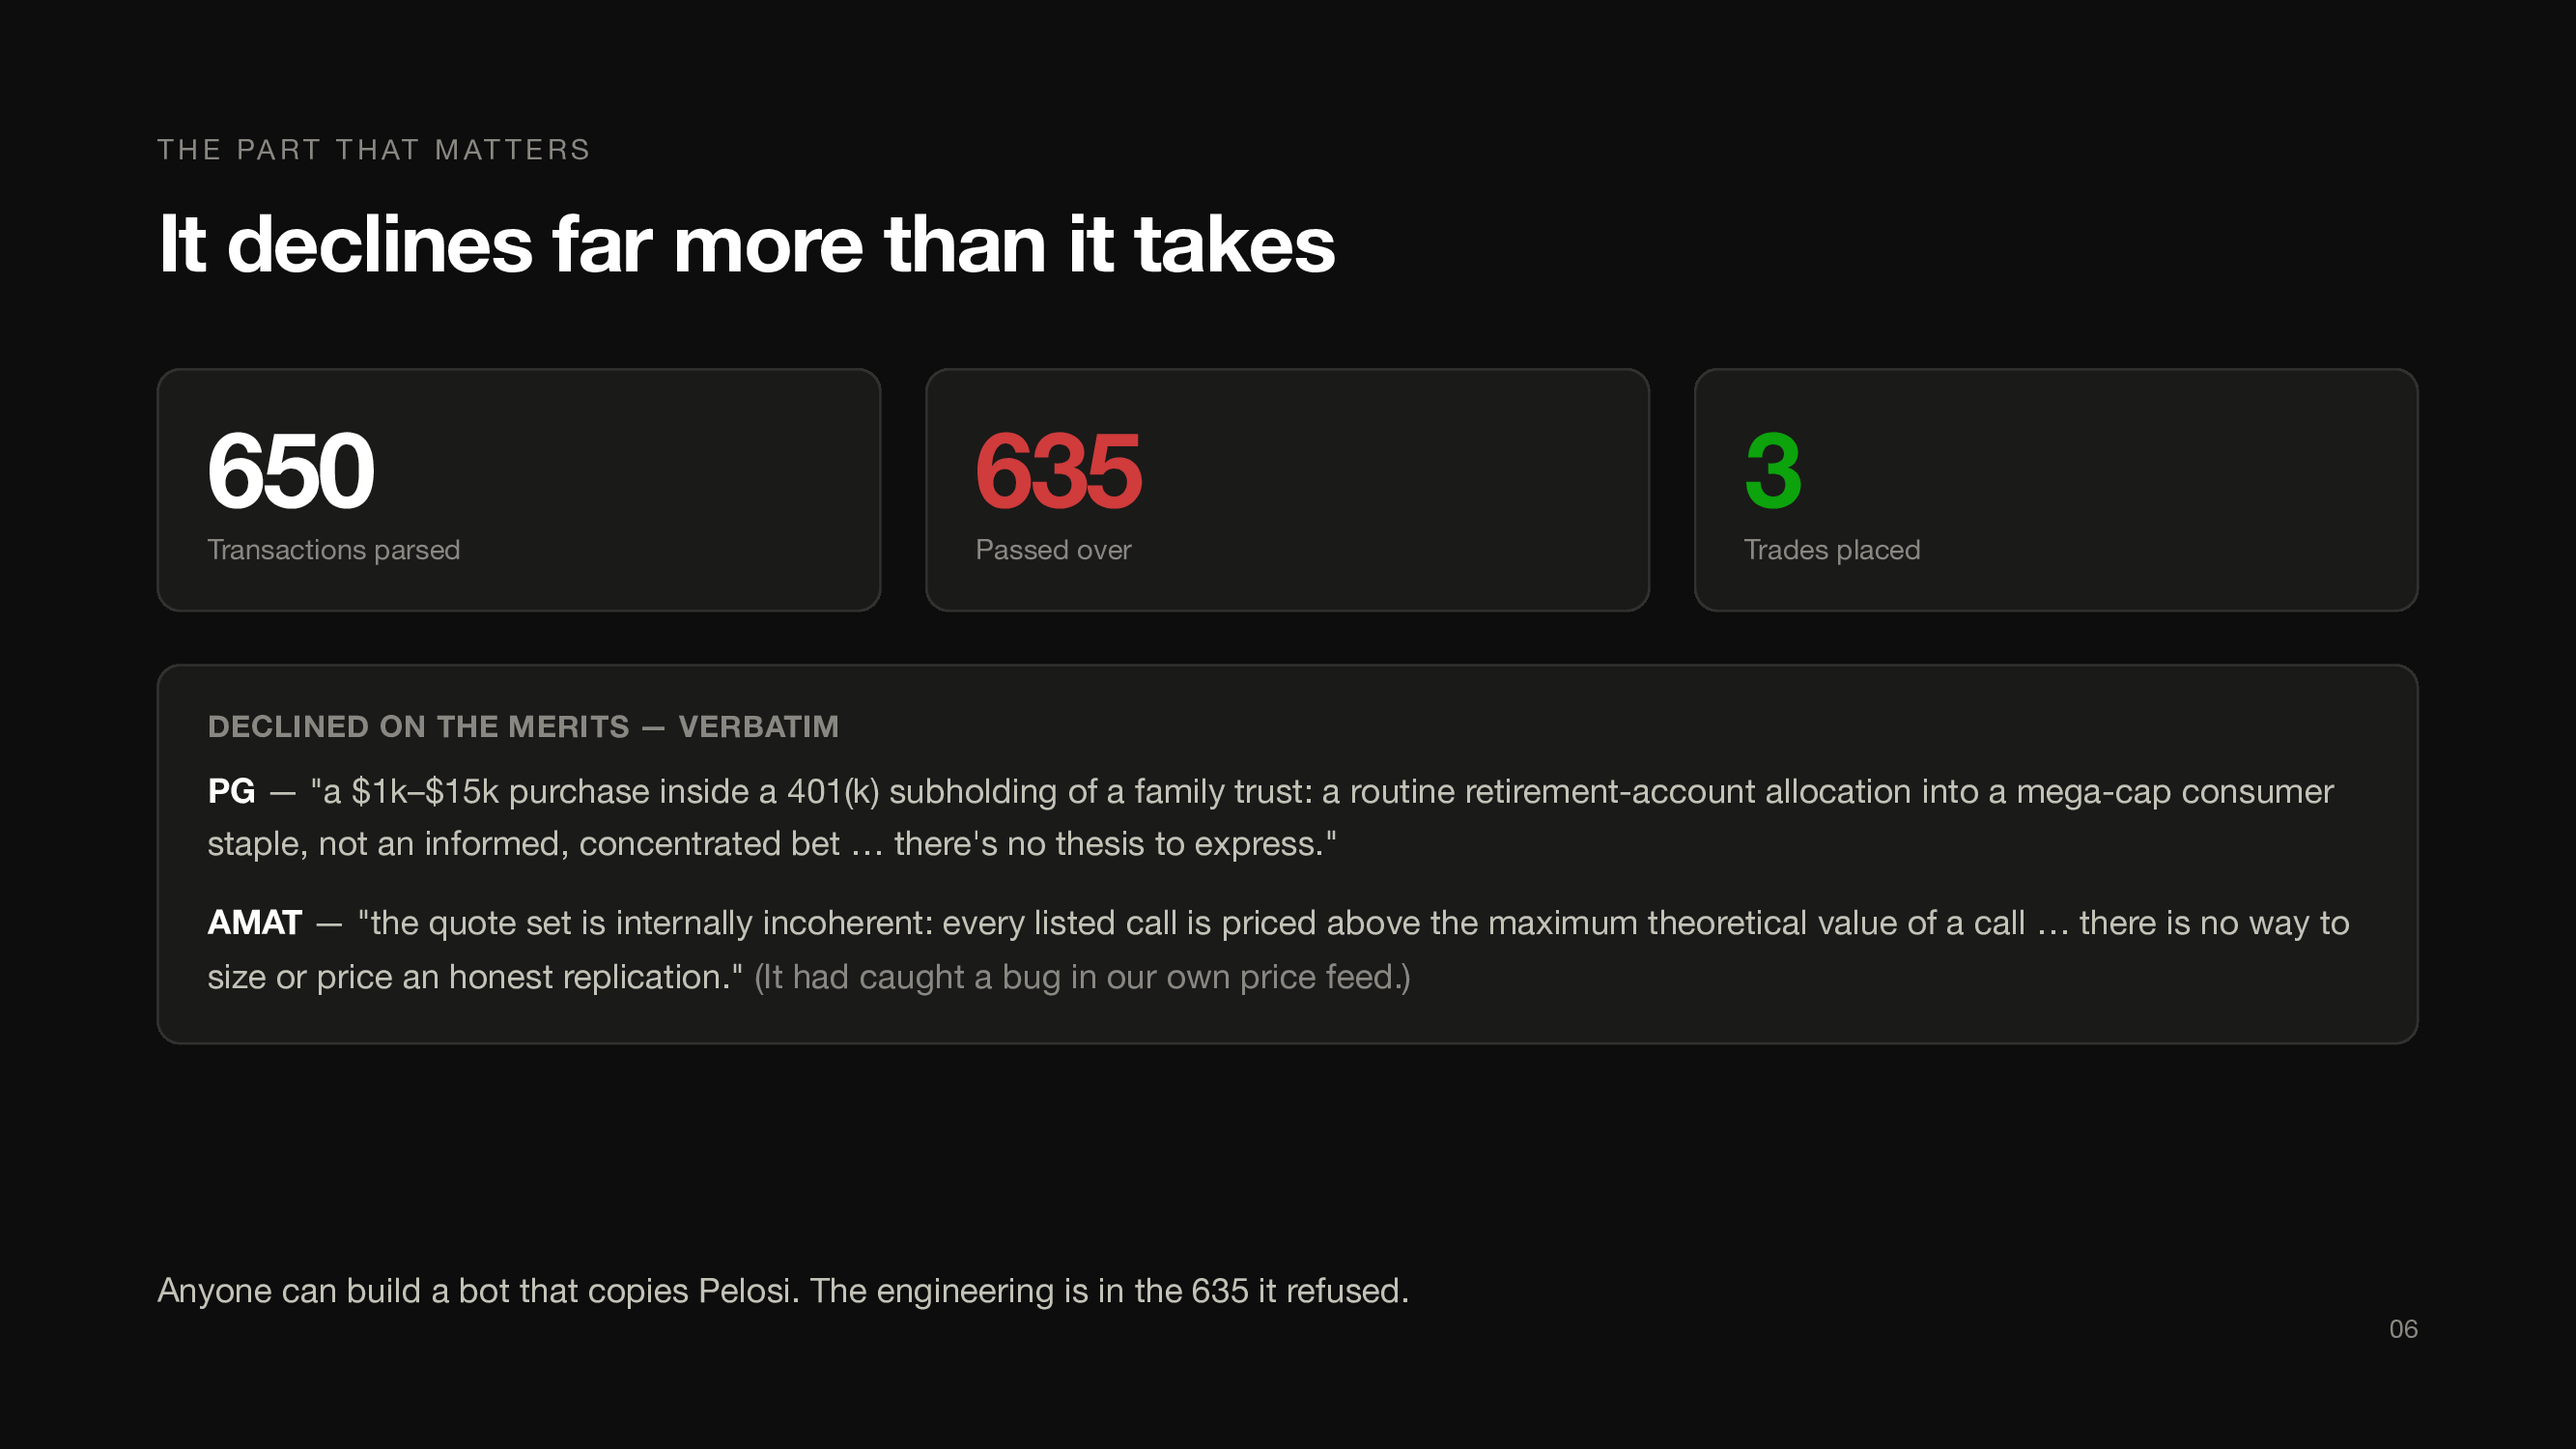 THE PART THAT MATTERS
It declines far more than it takes
650
Transactions parsed
635
Passed over
3
Trades placed
DECLINED ON THE MERITS — VERBATIM
PG — "a $1k–$15k purchase inside a 401(k) subholding of a family trust: a routine retirement-account allocation into a mega-cap consumer
staple, not an informed, concentrated bet … there's no thesis to express."
AMAT — "the quote set is internally incoherent: every listed call is priced above the maximum theoretical value of a call … there is no way to
size or price an honest replication." (It had caught a bug in our own price feed.)
Anyone can build a bot that copies Pelosi. The engineering is in the 635 it refused.
06